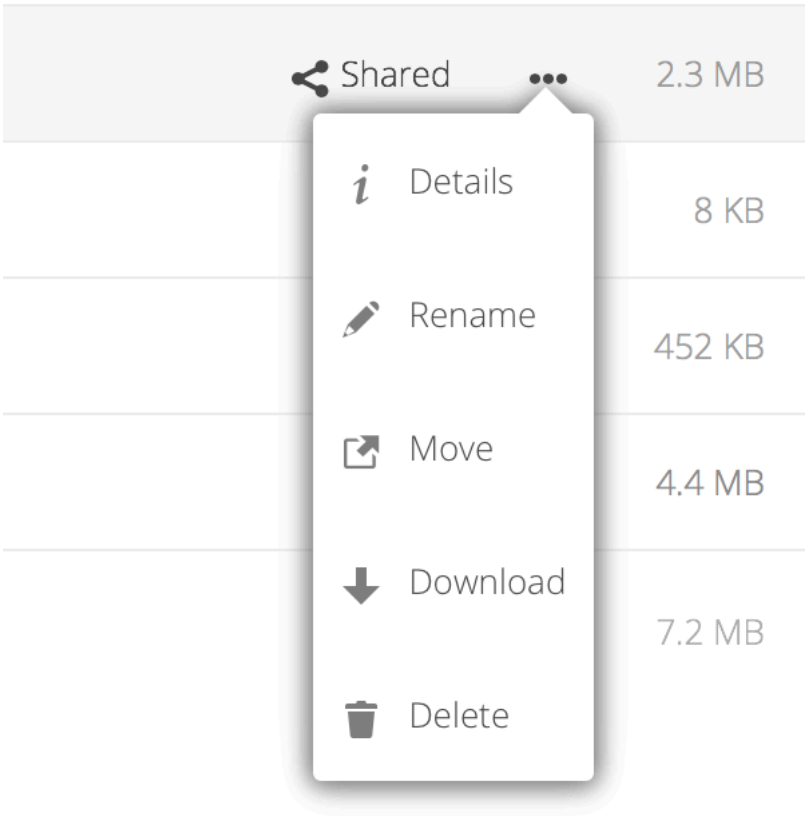 Shared ••• 2.3 MB
Details
8 KB
Rename
452 KB
Move
4.4 MB
Download
7.2 MB
Delete